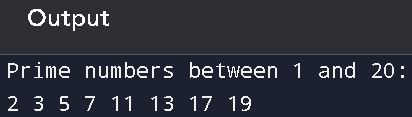 Output
Prime numbers between 1 and 20:
2 3 5 7 11 13 17 19